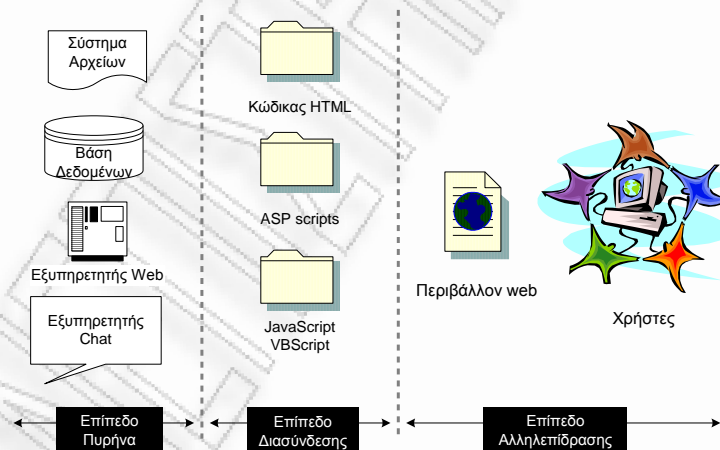 Σύστημα
Αρχείων
Βάση
Δεδομένων
Εξυπηρετητής Web
Εξυπηρετητής
Chat
Κώδικας HTML
ASP scripts
JavaScript
VBScript
Περιβάλλον web
Χρήστες
Επίπεδο
Πυρήνα
Επίπεδο
Διασύνδεσης
Επίπεδο
Αλληλεπίδρασης